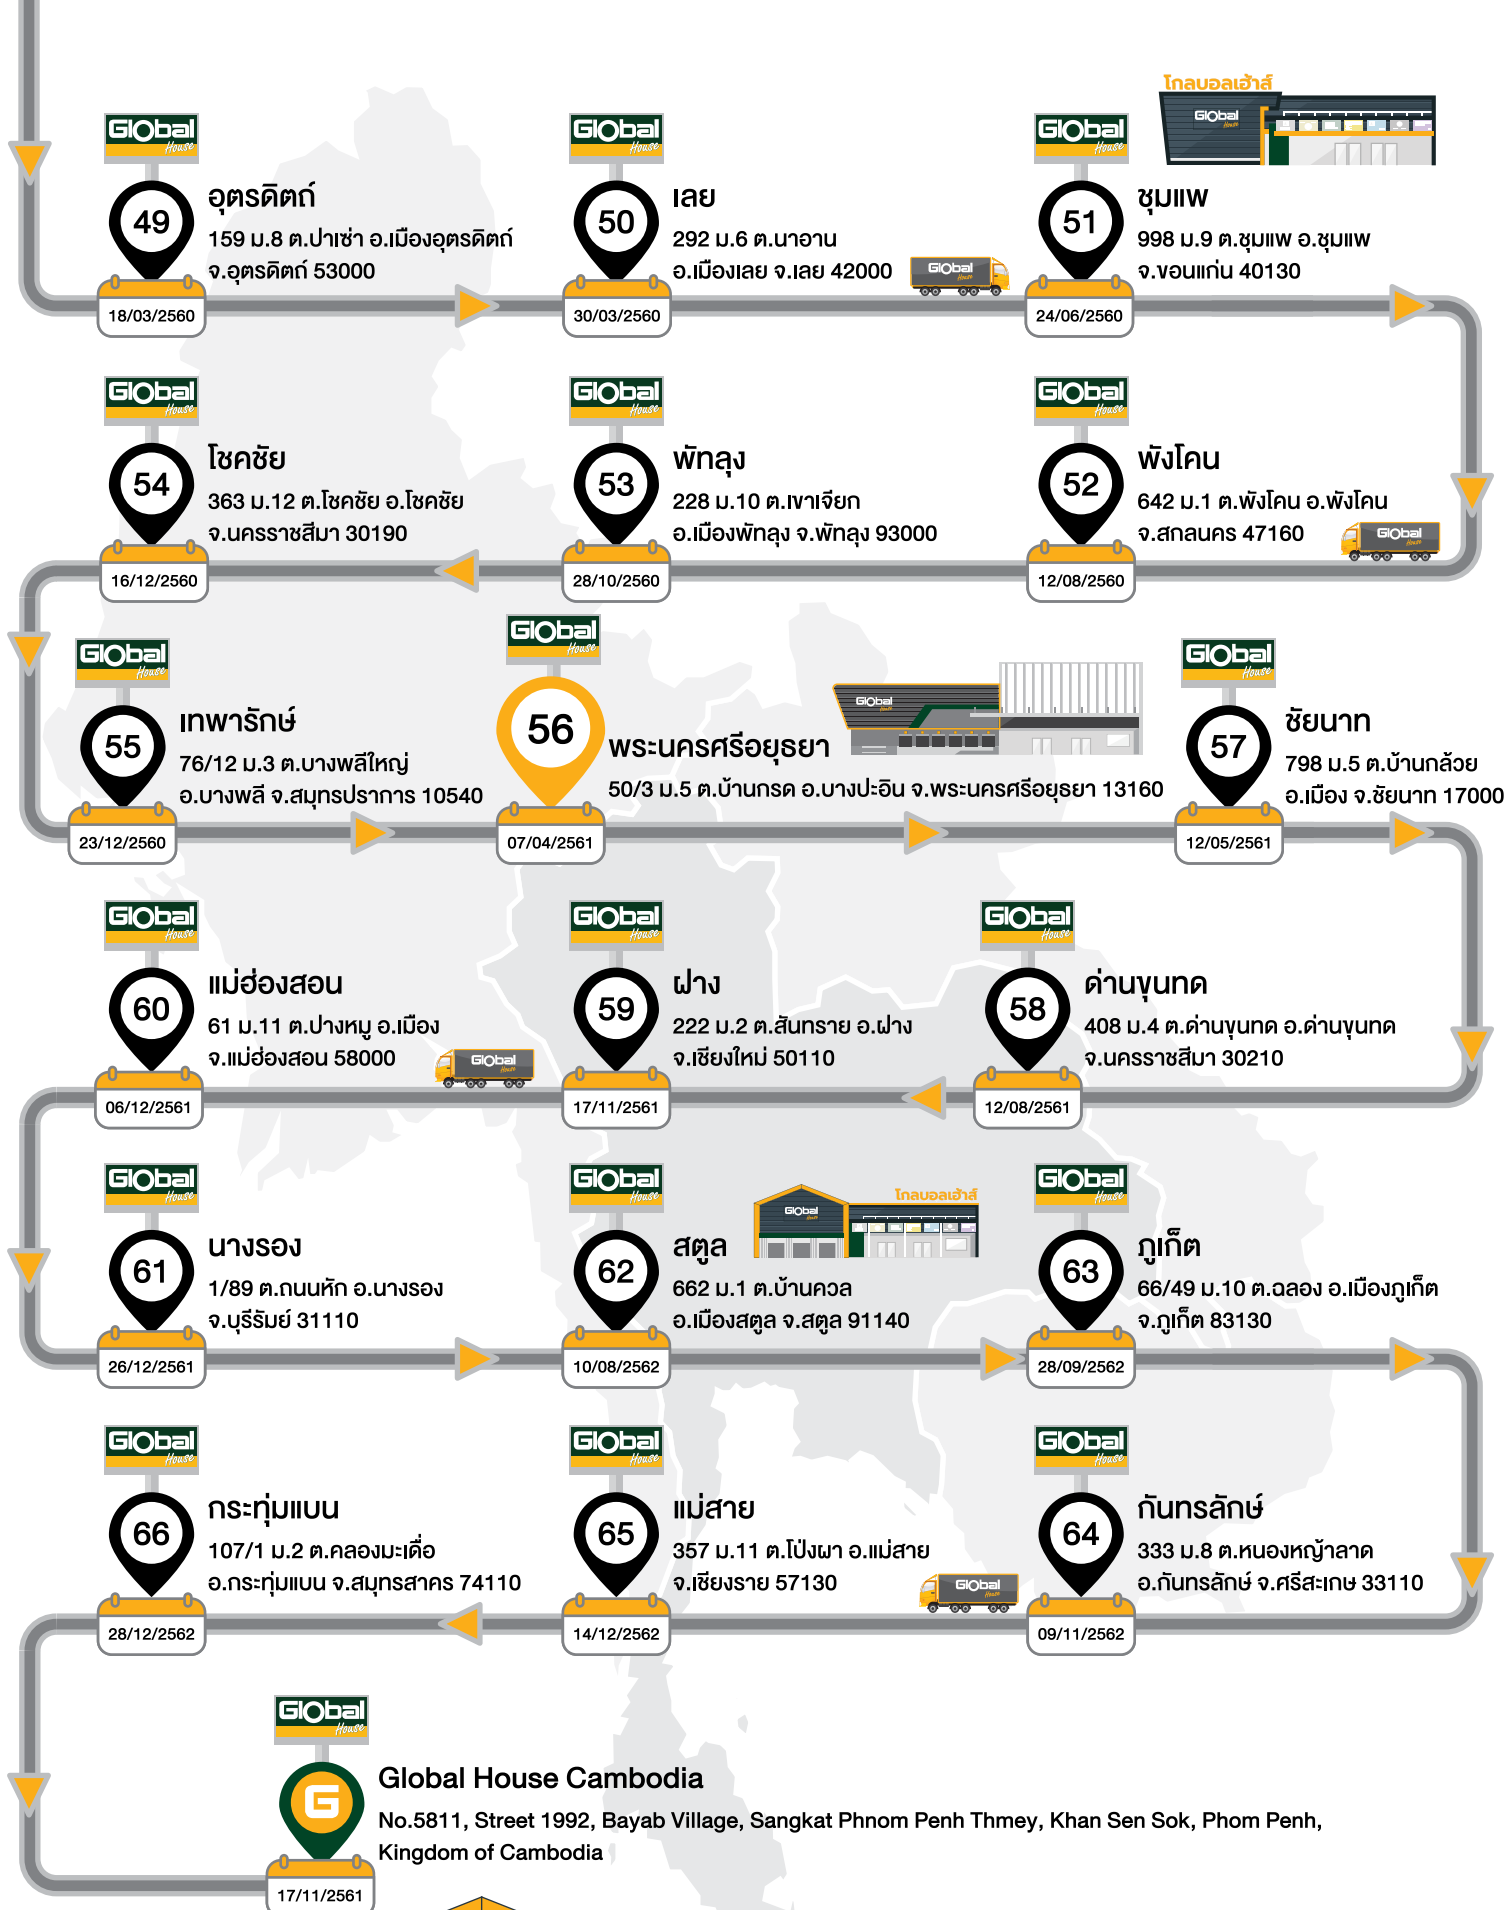 โกลบอลเฮ้าส์
Global House
Global House
Global House
Global House
49
อุตรดิตถ์
159 ม.8 ต.ป่าเซ่า อ.เมืองอุตรดิตถ์
จ.อุตรดิตถ์ 53000
18/03/2560
50
เลย
292 ม.6 ต.นาอาน
อ.เมืองเลย จ.เลย 42000
Global House
30/03/2560
51
ชุมแพ
998 ม.9 ต.ชุมแพ อ.ชุมแพ
จ.ขอนแก่น 40130
24/06/2560
Global House
Global House
Global House
54
โชคชัย
363 ม.12 ต.โชคชัย อ.โชคชัย
จ.นครราชสีมา 30190
16/12/2560
53
พัทลุง
228 ม.10 ต.เขาเจียก
อ.เมืองพัทลุง จ.พัทลุง 93000
28/10/2560
52
พังโคน
642 ม.1 ต.พังโคน อ.พังโคน
จ.สกลนคร 47160
Global House
12/08/2560
Global House
Global House
Global House
Global House
55
เทพารักษ์
76/12 ม.3 ต.บางพลีใหญ่
อ.บางพลี จ.สมุทรปราการ 10540
23/12/2560
56
พระนครศรีอยุธยา
50/3 ม.5 ต.บ้านกรด อ.บางปะอิน จ.พระนครศรีอยุธยา 13160
07/04/2561
57
ชัยนาท
798 ม.5 ต.บ้านกล้วย
อ.เมือง จ.ชัยนาท 17000
12/05/2561
Global House
Global House
Global House
60
แม่ฮ่องสอน
61 ม.11 ต.ปางหมู อ.เมือง
จ.แม่ฮ่องสอน 58000
Global House
06/12/2561
59
ฝาง
222 ม.2 ต.สันทราย อ.ฝาง
จ.เชียงใหม่ 50110
17/11/2561
58
ด่านขุนทด
408 ม.4 ต.ด่านขุนทด อ.ด่านขุนทด
จ.นครราชสีมา 30210
12/08/2561
Global House
Global House
Global House
โกลบอลเฮ้าส์
Global House
61
นางรอง
1/89 ต.ถนนหัก อ.นางรอง
จ.บุรีรัมย์ 31110
26/12/2561
62
สตูล
662 ม.1 ต.บ้านควล
อ.เมืองสตูล จ.สตูล 91140
10/08/2562
63
ภูเก็ต
66/49 ม.10 ต.ฉลอง อ.เมืองภูเก็ต
จ.ภูเก็ต 83130
28/09/2562
Global House
Global House
Global House
66
กระทุ่มแบน
107/1 ม.2 ต.คลองมะเดื่อ
อ.กระทุ่มแบน จ.สมุทรสาคร 74110
28/12/2562
65
แม่สาย
357 ม.11 ต.โป่งผา อ.แม่สาย
จ.เชียงราย 57130
Global House
14/12/2562
64
กันทรลักษ์
333 ม.8 ต.หนองหญ้าลาด
อ.กันทรลักษ์ จ.ศรีสะเกษ 33110
09/11/2562
Global House
G
Global House Cambodia
No.5811, Street 1992, Bayab Village, Sangkat Phnom Penh Thmey, Khan Sen Sok, Phom Penh,
Kingdom of Cambodia
17/11/2561